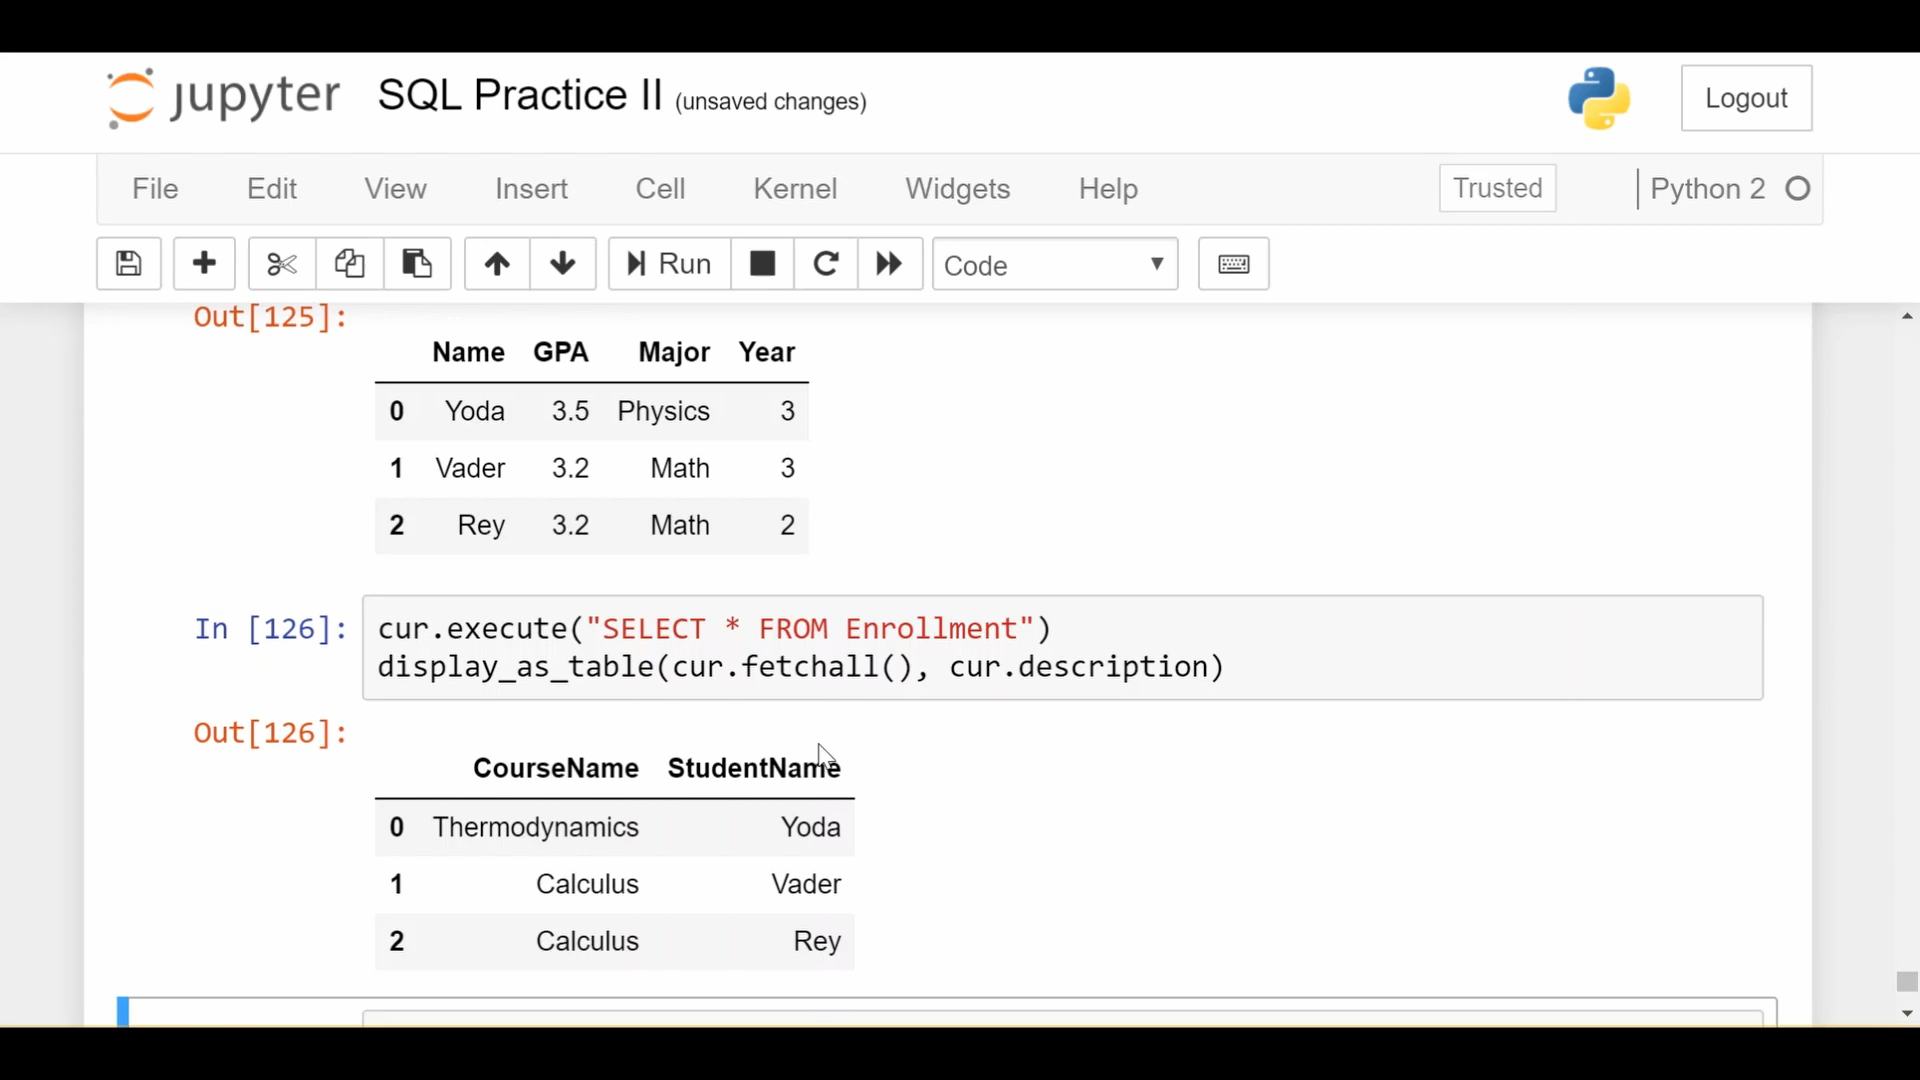 jupyter SQL Practice II (unsaved changes) Logout
File Edit View Insert Cell Kernel Widgets Help Trusted Python 2
Run Code
Out[125]:
Name GPA Major Year
0 Yoda 3.5 Physics 3
1 Vader 3.2 Math 3
2 Rey 3.2 Math 2
In [126]: cur.execute("SELECT * FROM Enrollment")
display_as_table(cur.fetchall(), cur.description)
Out[126]:
CourseName StudentName
0 Thermodynamics Yoda
1 Calculus Vader
2 Calculus Rey